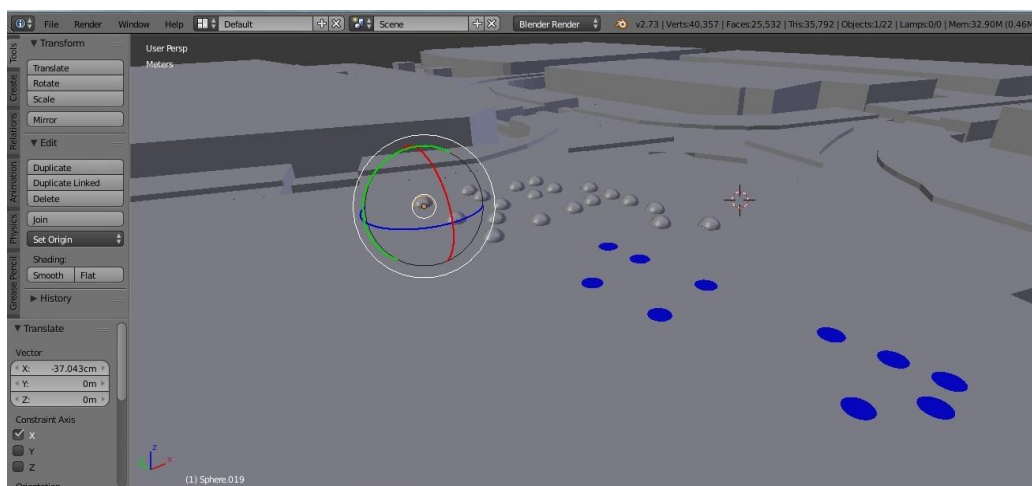 File Render Window Help Default Scene Blender Render v2.73 | Verts:40,357 | Faces:25,532 | Tris:35,792 | Objects:1/22 | Lamps:0/0 | Mem:32.90M (0.46M
Tools
Create
Relations
Animation
Physics
Grease Pencil
Transform
Translate
Rotate
Scale
Mirror
Edit
Duplicate
Duplicate Linked
Delete
Join
Set Origin
Shading:
Smooth Flat
History
Translate
Vector
X: -37.043cm
Y: 0m
Z: 0m
Constraint Axis
X
Y
Z
Orientation
User Persp
Meters
z
x
(1) Sphere.019